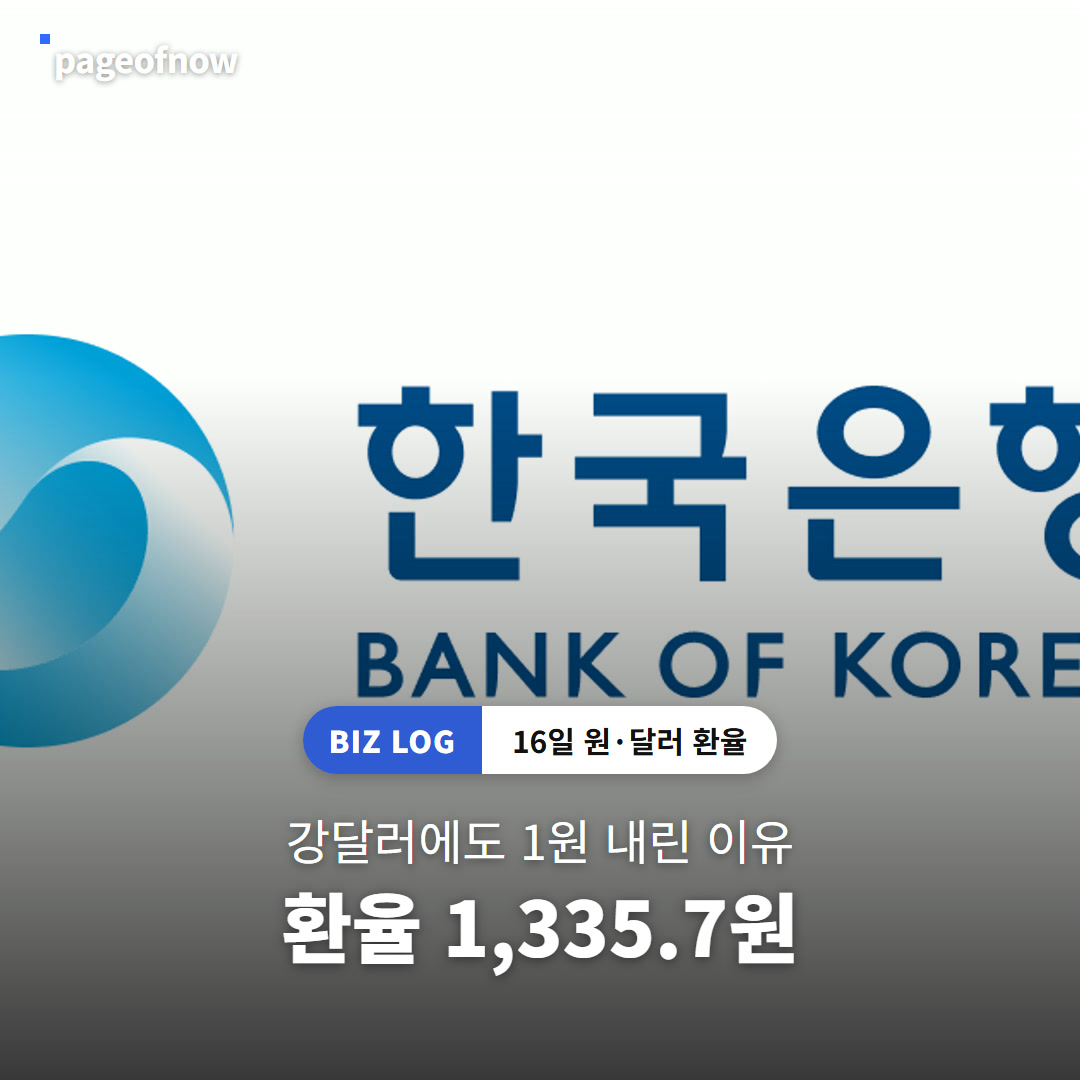 pageofnow
한국은행
BANK OF KORE
BIZ LOG 16일 원·달러 환율
강달러에도 1원 내린 이유
환율 1,335.7원